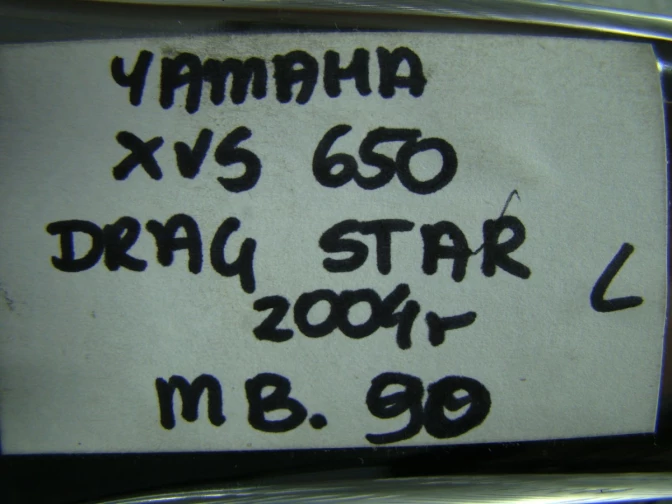 YAMAHA
XVS 650
DRAG STAR L
2004r
MB. 90